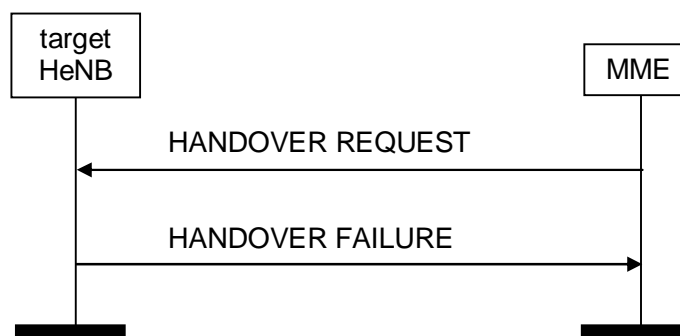 target
HeNB
MME
HANDOVER REQUEST
HANDOVER FAILURE